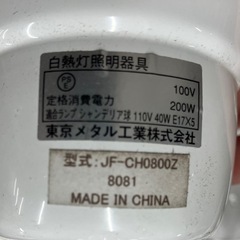 白熱灯照明器具
PS
E
100V
定格消費電力 200W
適合ランプ シャンデリア球 110V 40W E17X5
東京メタル工業株式会社
型式: JF-CH0800Z
8081
MADE IN CHINA